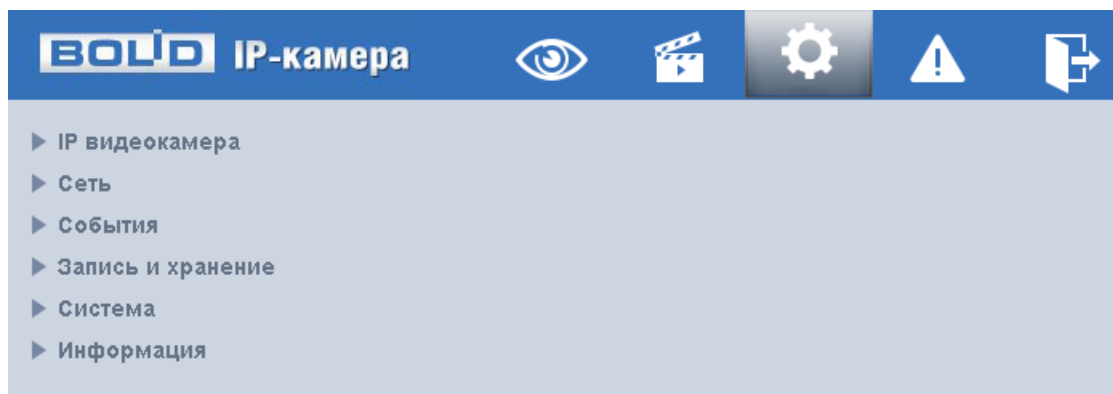 BOLID IP-камера
IP видеокамера
Сеть
События
Запись и хранение
Система
Информация